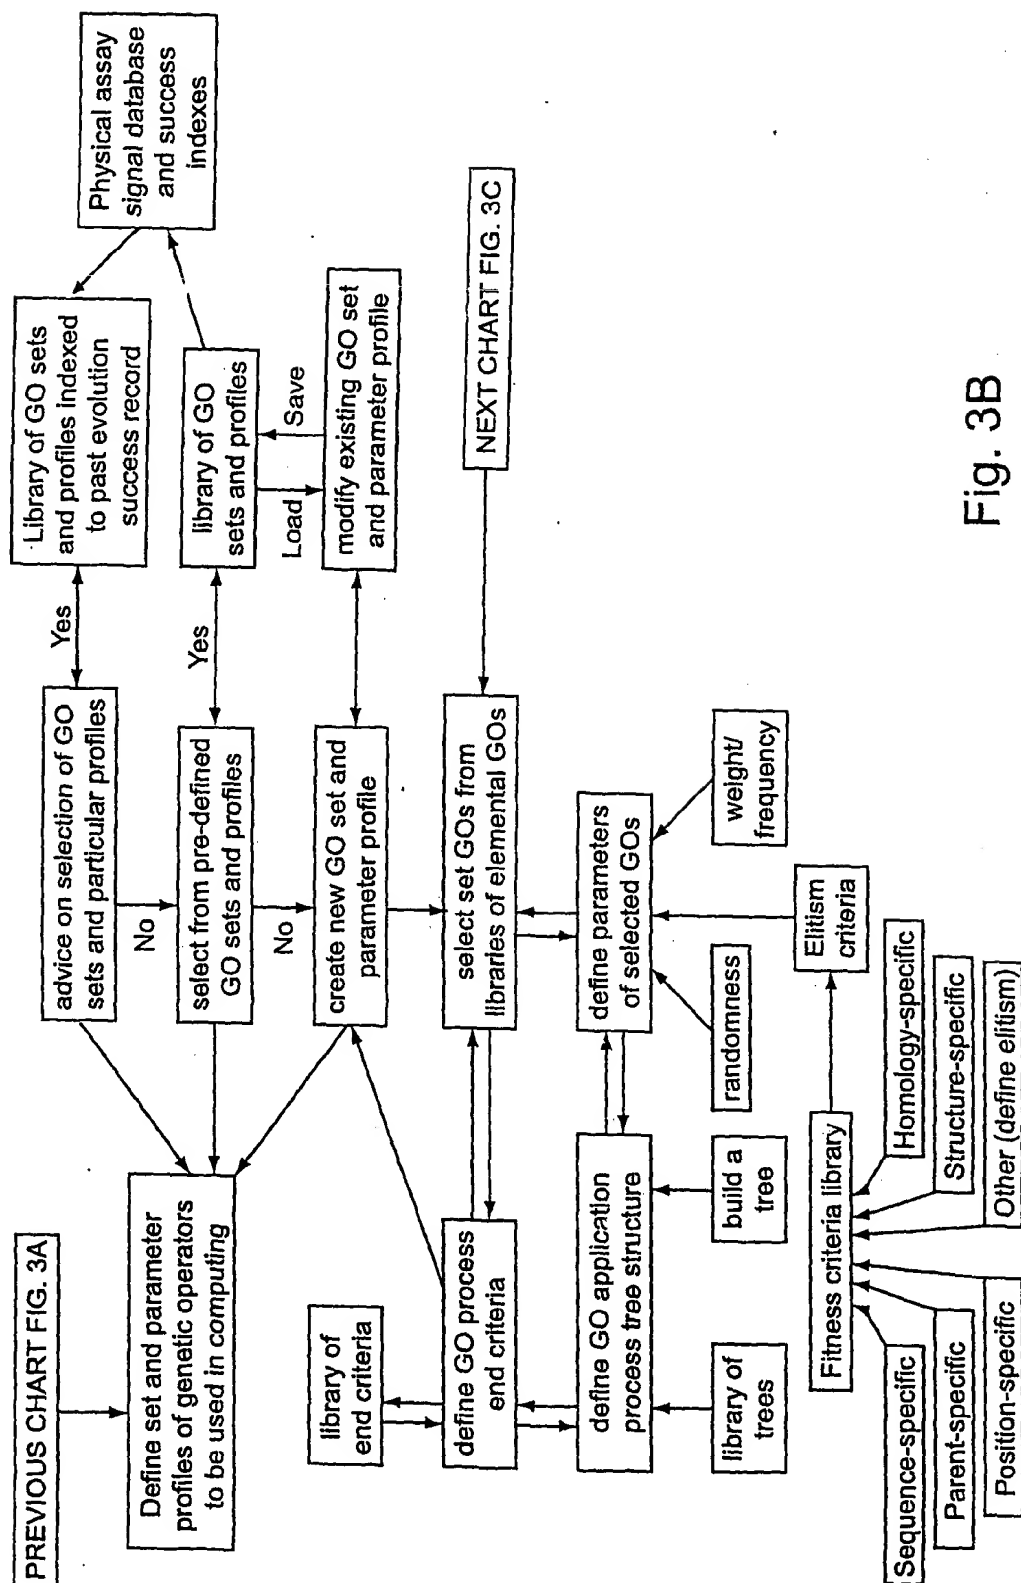 PREVIOUS CHART FIG. 3A
Define set and parameter
profiles of genetic operators
to be used in computing
advice on selection of GO
sets and particular profiles
Yes
Library of GO sets
and profiles indexed
to past evolution
success record
Physical assay
signal database
and success
indexes
No
select from pre-defined
GO sets and profiles
Yes
library of GO
sets and profiles
No
Load
Save
create new GO set and
parameter profile
modify existing GO set
and parameter profile
library of
end criteria
define GO process
end criteria
select set GOs from
libraries of elemental GOs
NEXT CHART FIG. 3C
define GO application
process tree structure
define parameters
of selected GOs
library of
trees
build a
tree
randomness
weight/
frequency
Elitism
criteria
Fitness criteria library
Sequence-specific
Parent-specific
Position-specific
Homology-specific
Structure-specific
Other (define elitism)
Fig. 3B